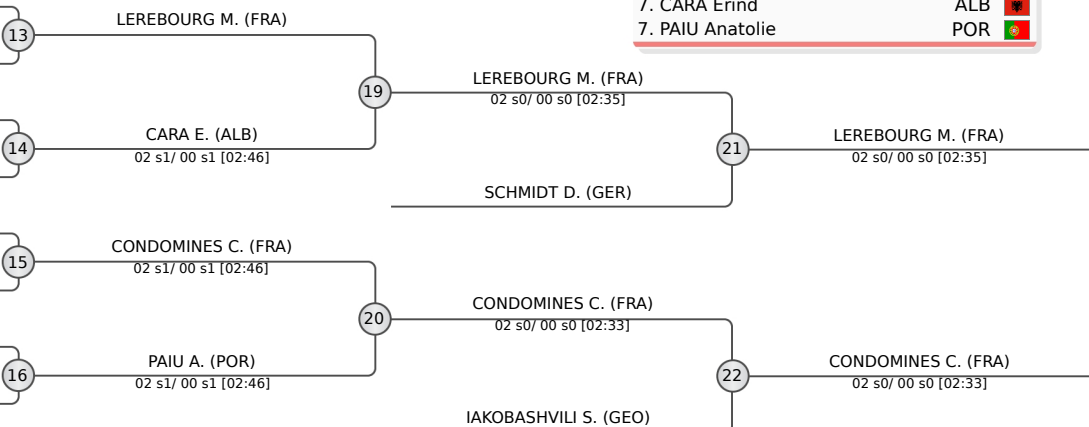 7. CARA Erind ALB
7. PAIU Anatolie POR
LEREBOURG M. (FRA)
13
19
LEREBOURG M. (FRA)
02 s0/ 00 s0 [02:35]
CARA E. (ALB)
14
02 s1/ 00 s1 [02:46]
21
LEREBOURG M. (FRA)
02 s0/ 00 s0 [02:35]
SCHMIDT D. (GER)
CONDOMINES C. (FRA)
15
02 s1/ 00 s1 [02:46]
20
CONDOMINES C. (FRA)
02 s0/ 00 s0 [02:33]
PAIU A. (POR)
16
02 s1/ 00 s1 [02:46]
22
CONDOMINES C. (FRA)
02 s0/ 00 s0 [02:33]
IAKOBASHVILI S. (GEO)